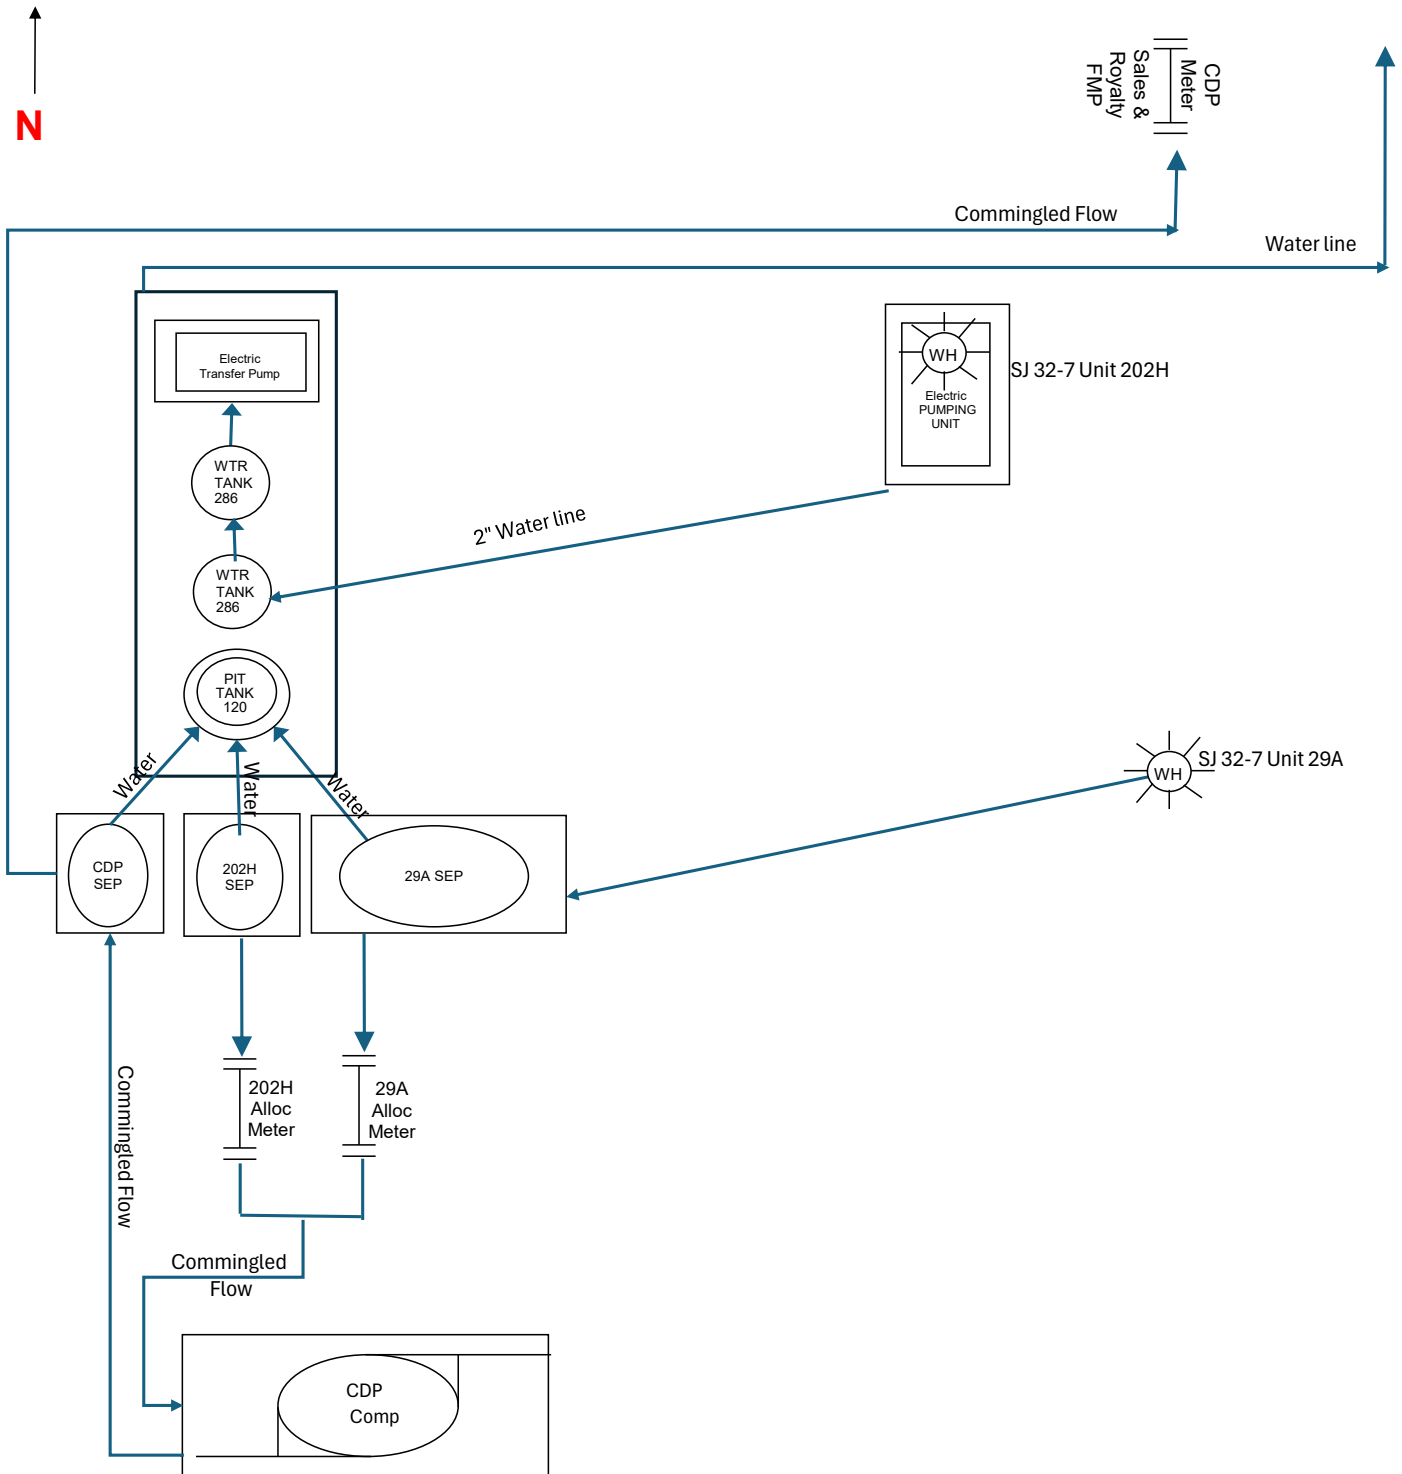 N
CDP
Meter
Sales &
Royalty
FMP
Commingled Flow
Water line
Electric
Transfer Pump
WH
SJ 32-7 Unit 202H
Electric
PUMPING
UNIT
WTR
TANK
286
2" Water line
WTR
TANK
286
PIT
TANK
120
SJ 32-7 Unit 29A
WH
Water
Water
Water
CDP
SEP
202H
SEP
29A SEP
Commingled Flow
202H
Alloc
Meter
29A
Alloc
Meter
Commingled
Flow
CDP
Comp